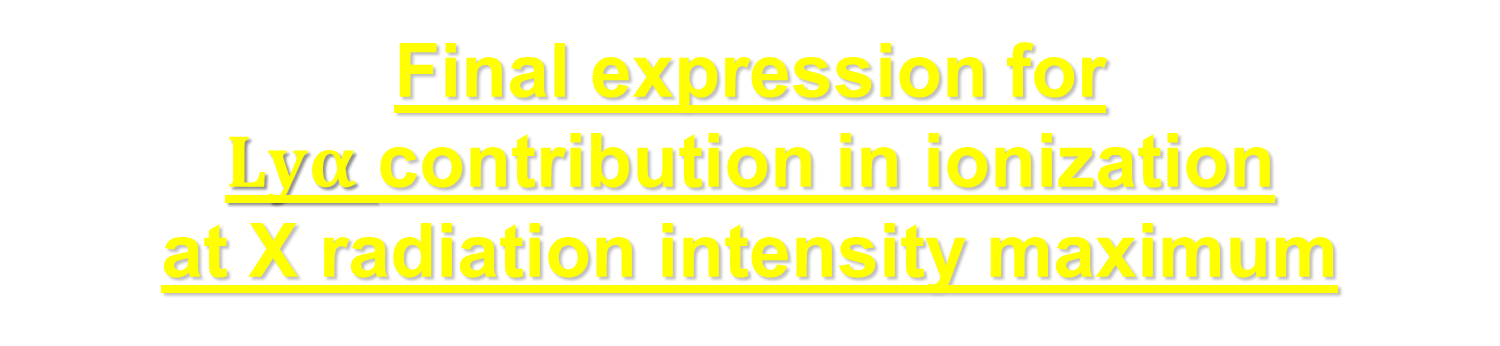 Final expression for
Lyα contribution in ionization
at X radiation intensity maximum